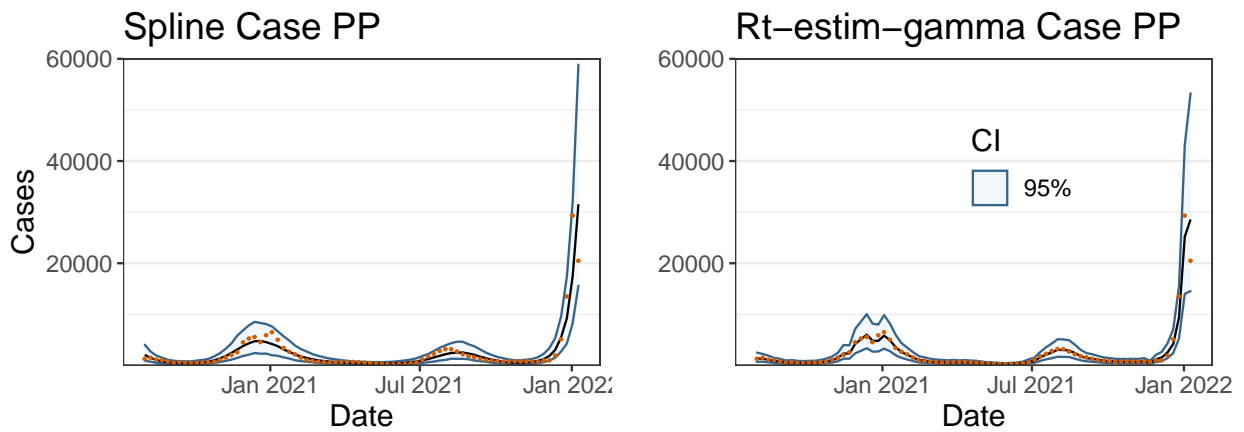 Spline Case PP
60000
40000
20000
Cases
Jan 2021
Jul 2021
Jan 2022
Date
Rt−estim−gamma Case PP
60000
40000
20000
CI
95%
Jan 2021
Jul 2021
Jan 2022
Date